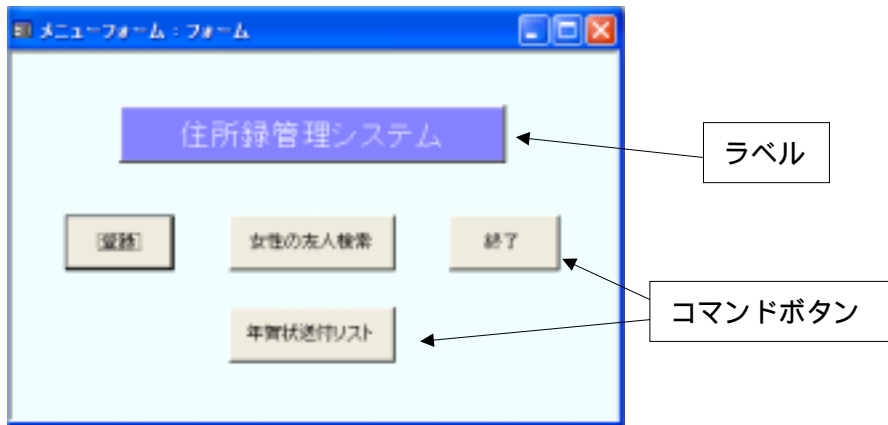 メニューフォーム : フォーム
住所録管理システム
ラベル
登録
女性の友人検索
終了
コマンドボタン
年賀状送付リスト